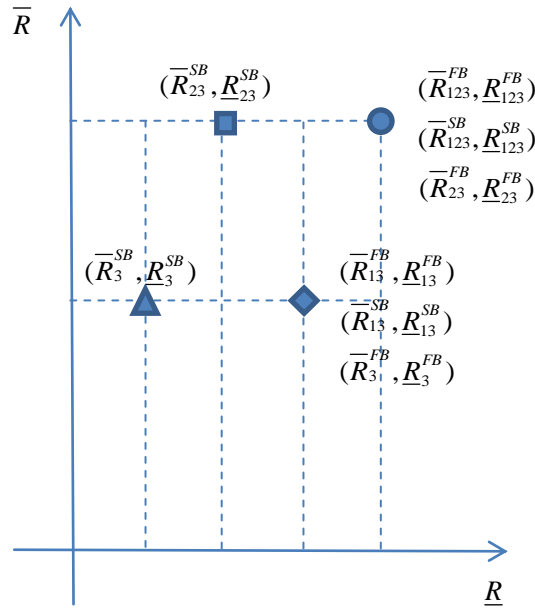 R̅
(R̅₂₃^{SB}, R̲₂₃^{SB})
(R̅₁₂₃^{FB}, R̲₁₂₃^{FB})
(R̅₁₂₃^{SB}, R̲₁₂₃^{SB})
(R̅₂₃^{FB}, R̲₂₃^{FB})
(R̅₃^{SB}, R̲₃^{SB})
(R̅₁₃^{FB}, R̲₁₃^{FB})
(R̅₁₃^{SB}, R̲₁₃^{SB})
(R̅₃^{FB}, R̲₃^{FB})
R̲